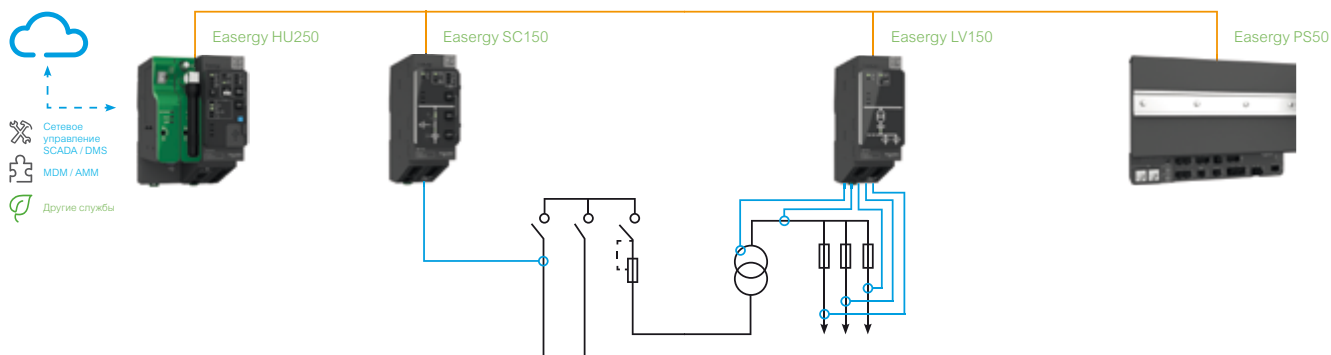 Easergy HU250
Easergy SC150
Easergy LV150
Easergy PS50
Сетевое
управление
SCADA / DMS
MDM / AMM
Другие службы